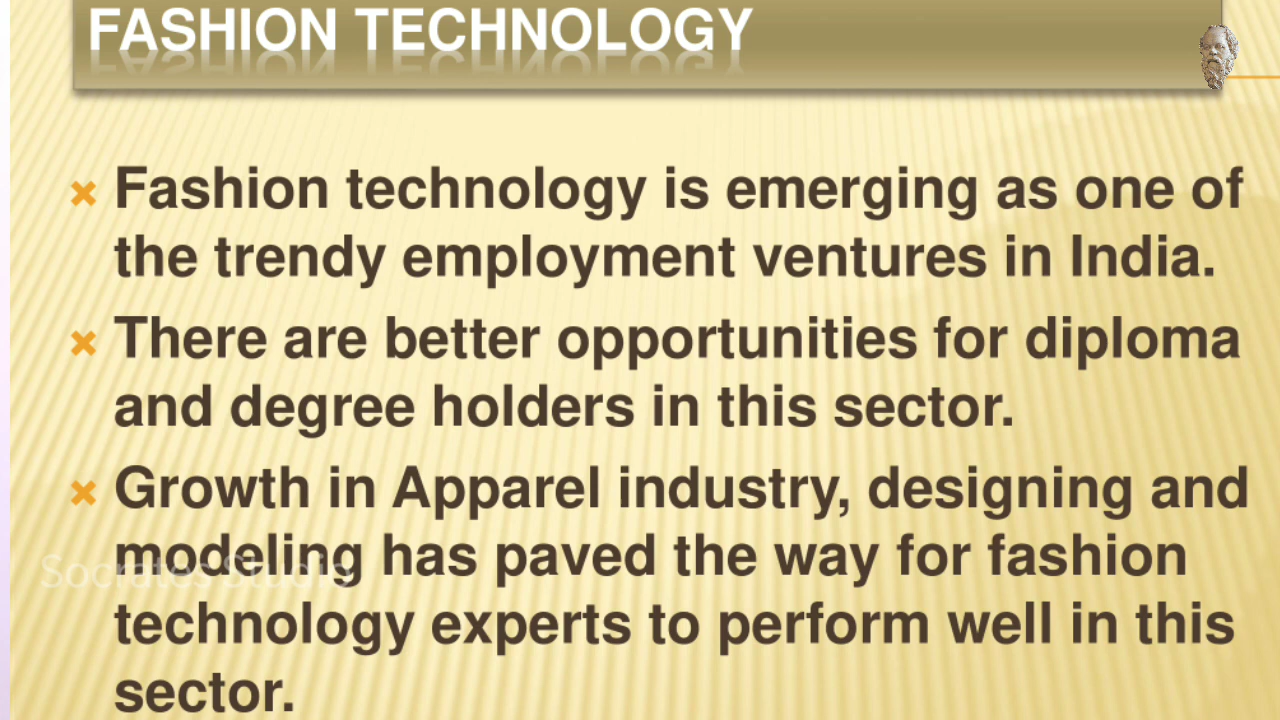 FASHION TECHNOLOGY
Fashion technology is emerging as one of
the trendy employment ventures in India.
There are better opportunities for diploma
and degree holders in this sector.
Growth in Apparel industry, designing and
modeling has paved the way for fashion
Socrates Studio
technology experts to perform well in this
sector.